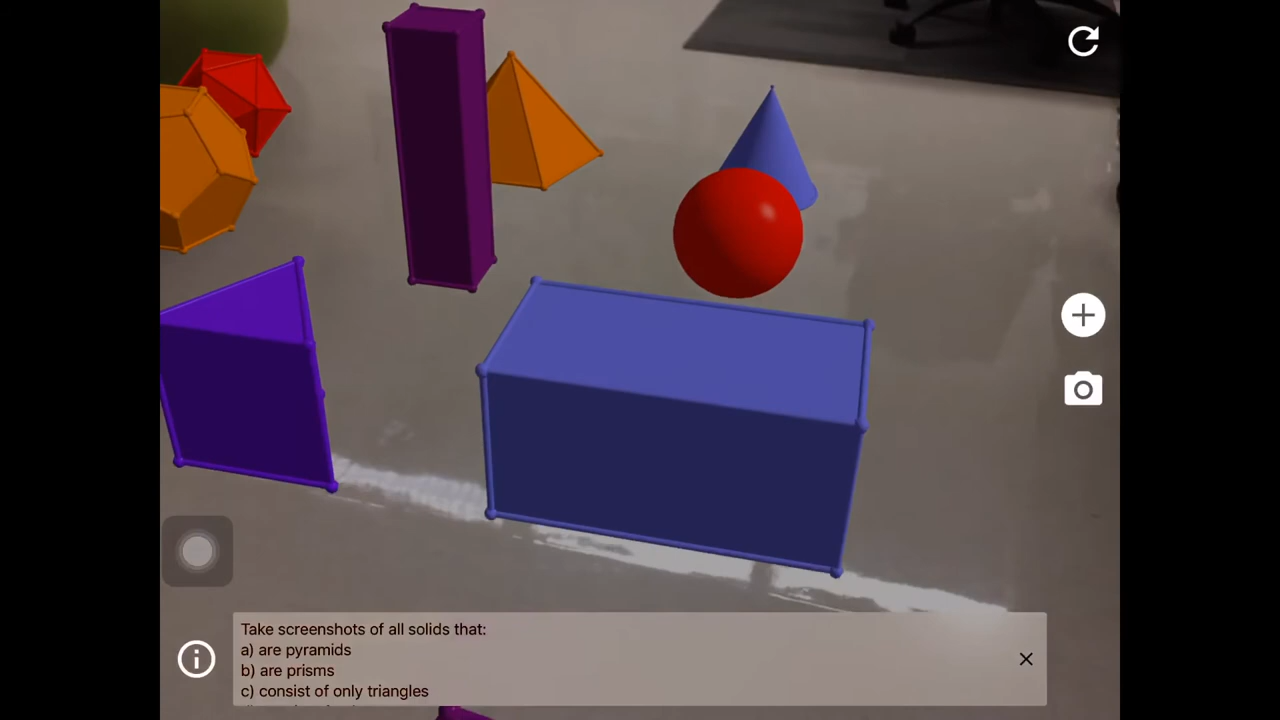 Take screenshots of all solids that:
a) are pyramids
b) are prisms
c) consist of only triangles